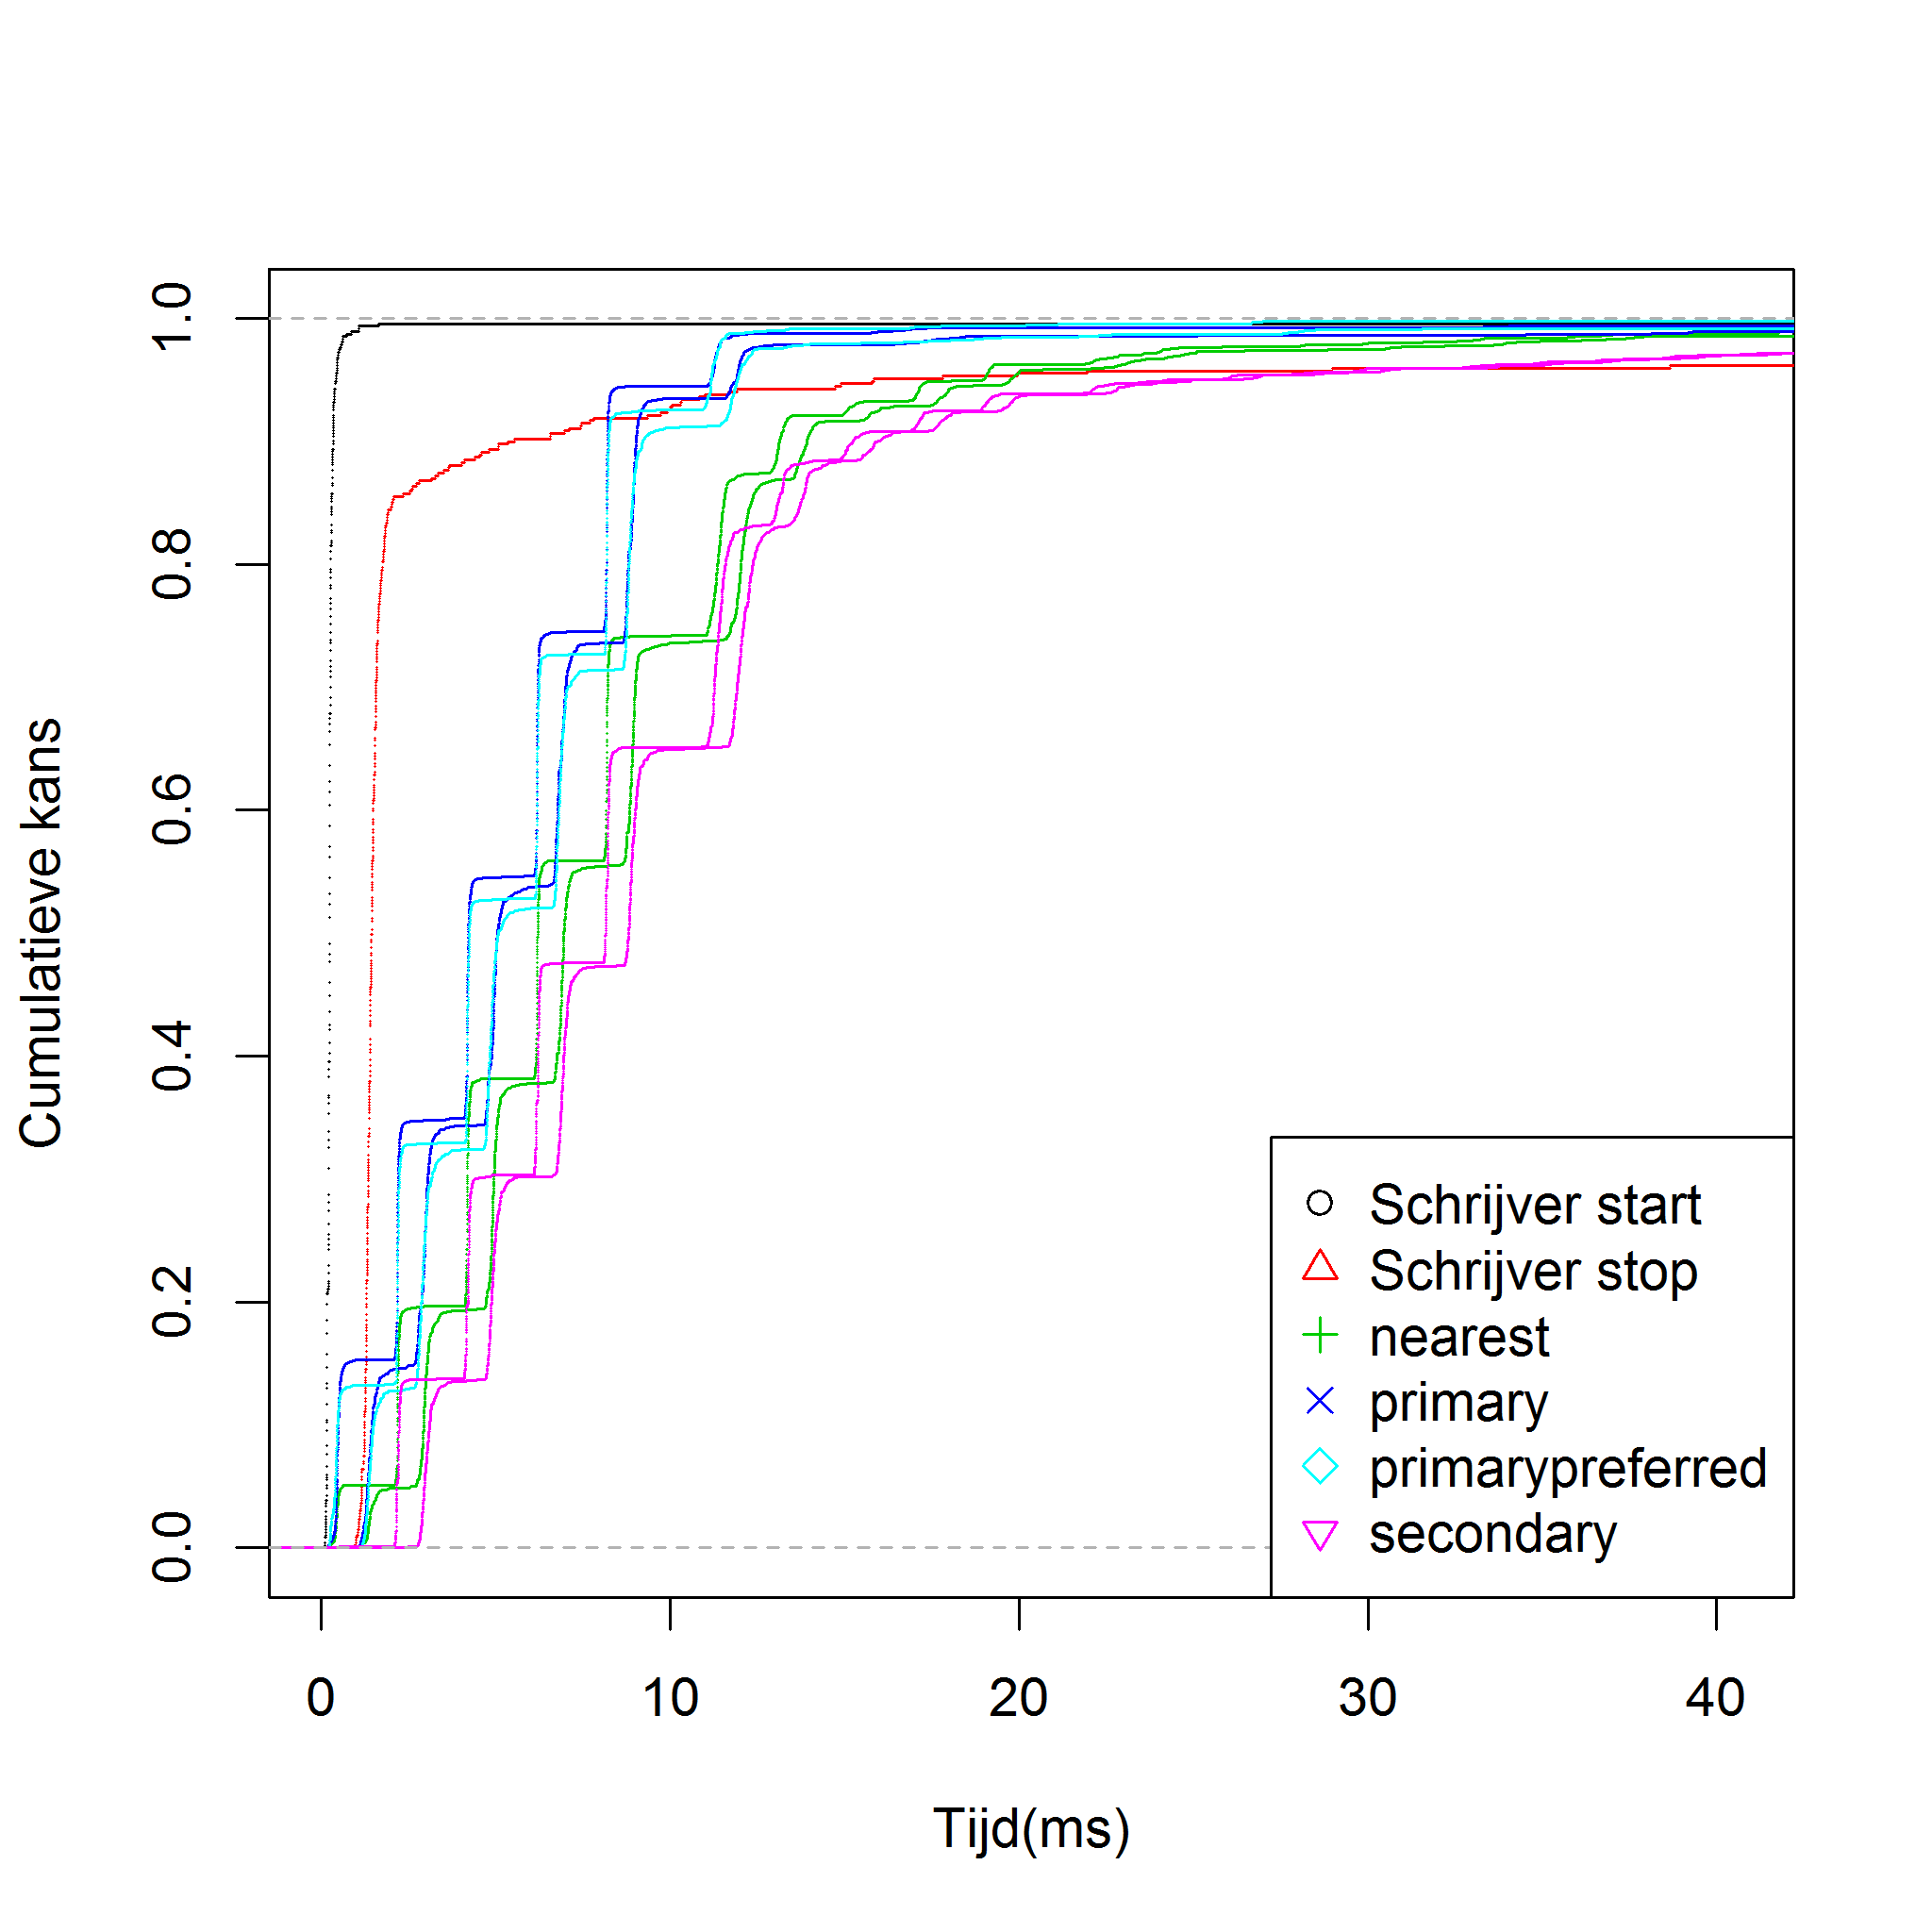 Cumulatieve kans
1.0
0.8
0.6
0.4
0.2
0.0
0 10 20 30 40
Tijd(ms)
Schrijver start
Schrijver stop
nearest
primary
primarypreferred
secondary